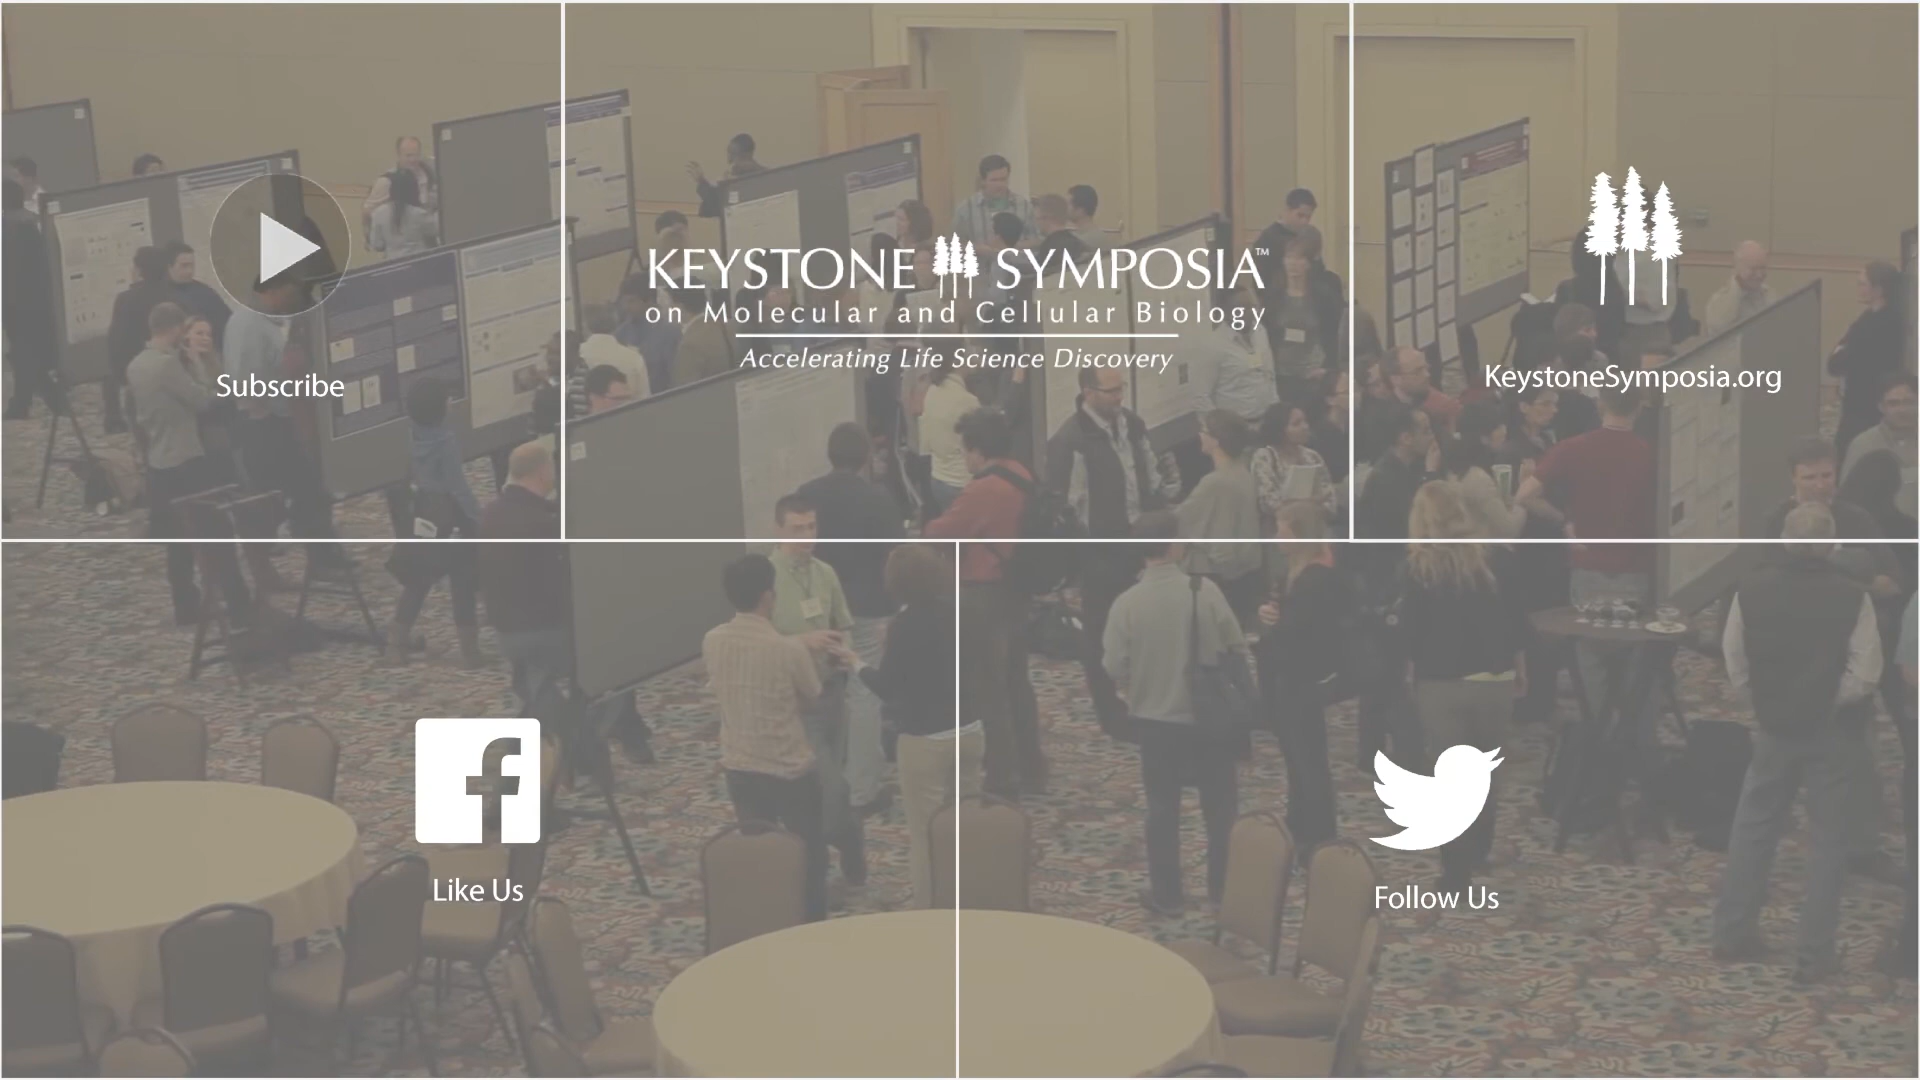 KEYSTONE SYMPOSIA™
on Molecular and Cellular Biology
Accelerating Life Science Discovery
Subscribe
KeystoneSymposia.org
Like Us
Follow Us